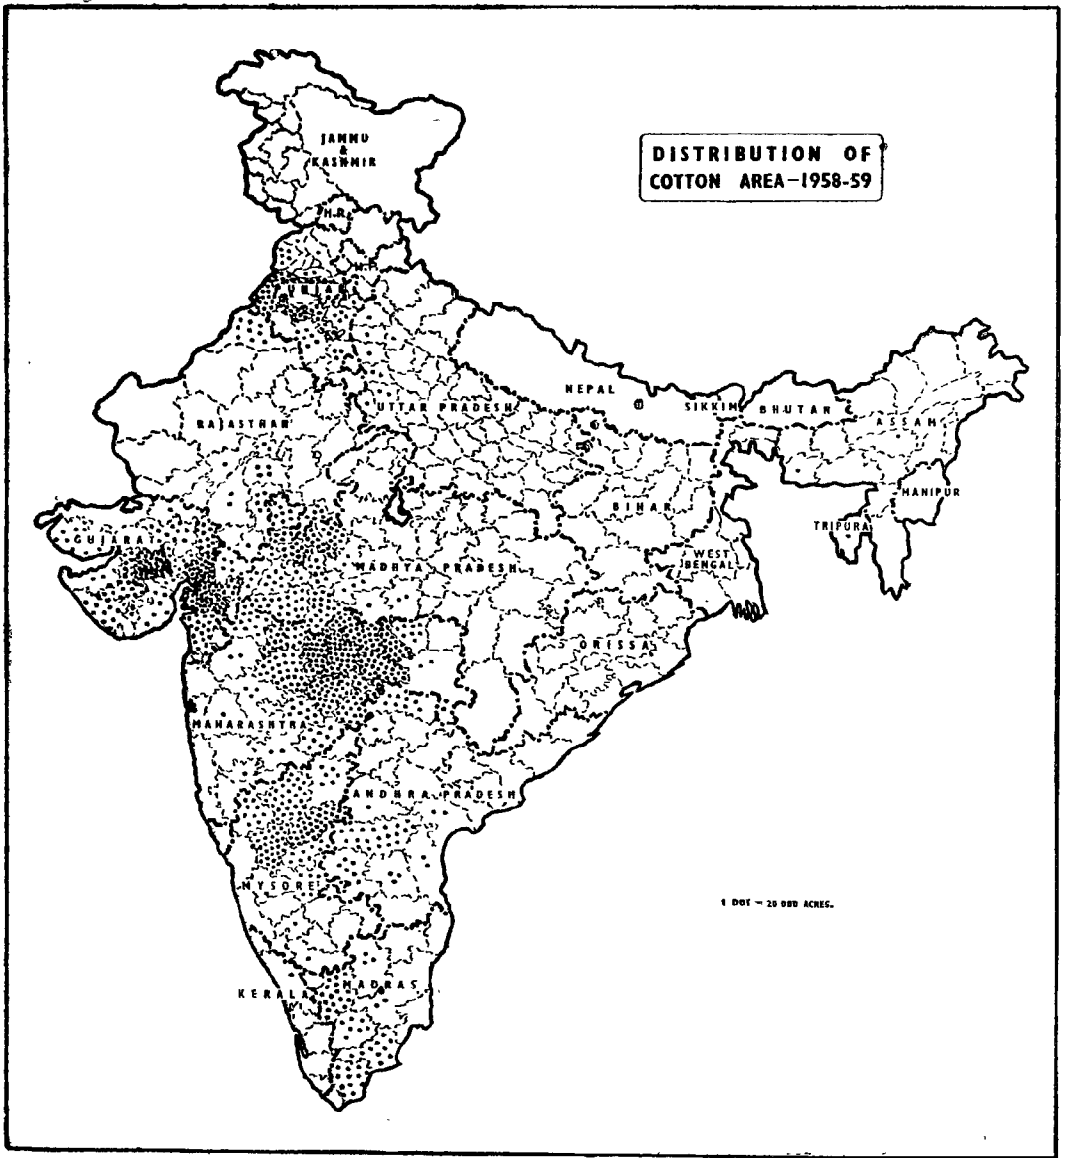 DISTRIBUTION OF
COTTON AREA—1958-59
JAMMU
&
KASHMIR
H.P.
H.P.
PUNJAB
NEPAL
SIKKIM
BHUTAN
ASSAM
UTTAR PRADESH
RAJASTHAN
MANIPUR
BIHAR
TRIPURA
GUJARAT
WEST
BENGAL
MADHYA PRADESH
ORISSA
MAHARASHTRA
ANDHRA PRADESH
MYSORE
1 DOT = 20 000 ACRES.
MADRAS
KERALA